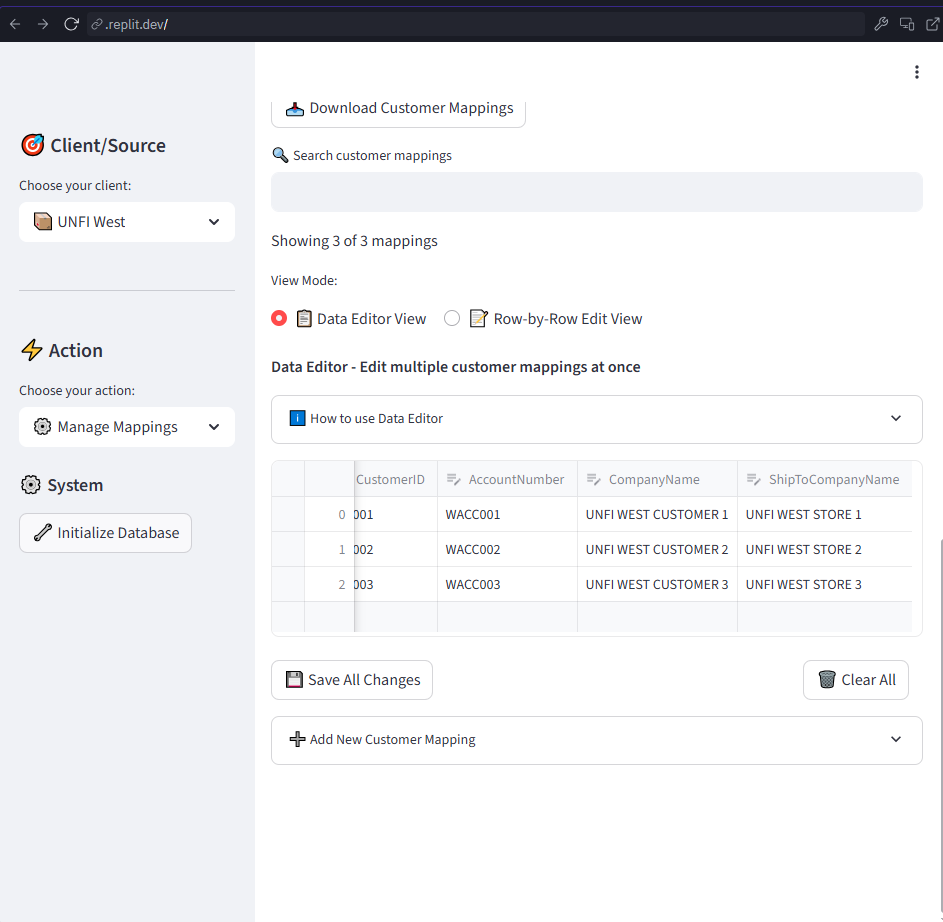 .replit.dev/
Download Customer Mappings
Search customer mappings
Showing 3 of 3 mappings
View Mode:
Data Editor View
Row-by-Row Edit View
Data Editor - Edit multiple customer mappings at once
How to use Data Editor
CustomerID AccountNumber CompanyName ShipToCompanyName
0 001 WACC001 UNFI WEST CUSTOMER 1 UNFI WEST STORE 1
1 002 WACC002 UNFI WEST CUSTOMER 2 UNFI WEST STORE 2
2 003 WACC003 UNFI WEST CUSTOMER 3 UNFI WEST STORE 3
Save All Changes
Clear All
Add New Customer Mapping
Client/Source
Choose your client:
UNFI West
Action
Choose your action:
Manage Mappings
System
Initialize Database